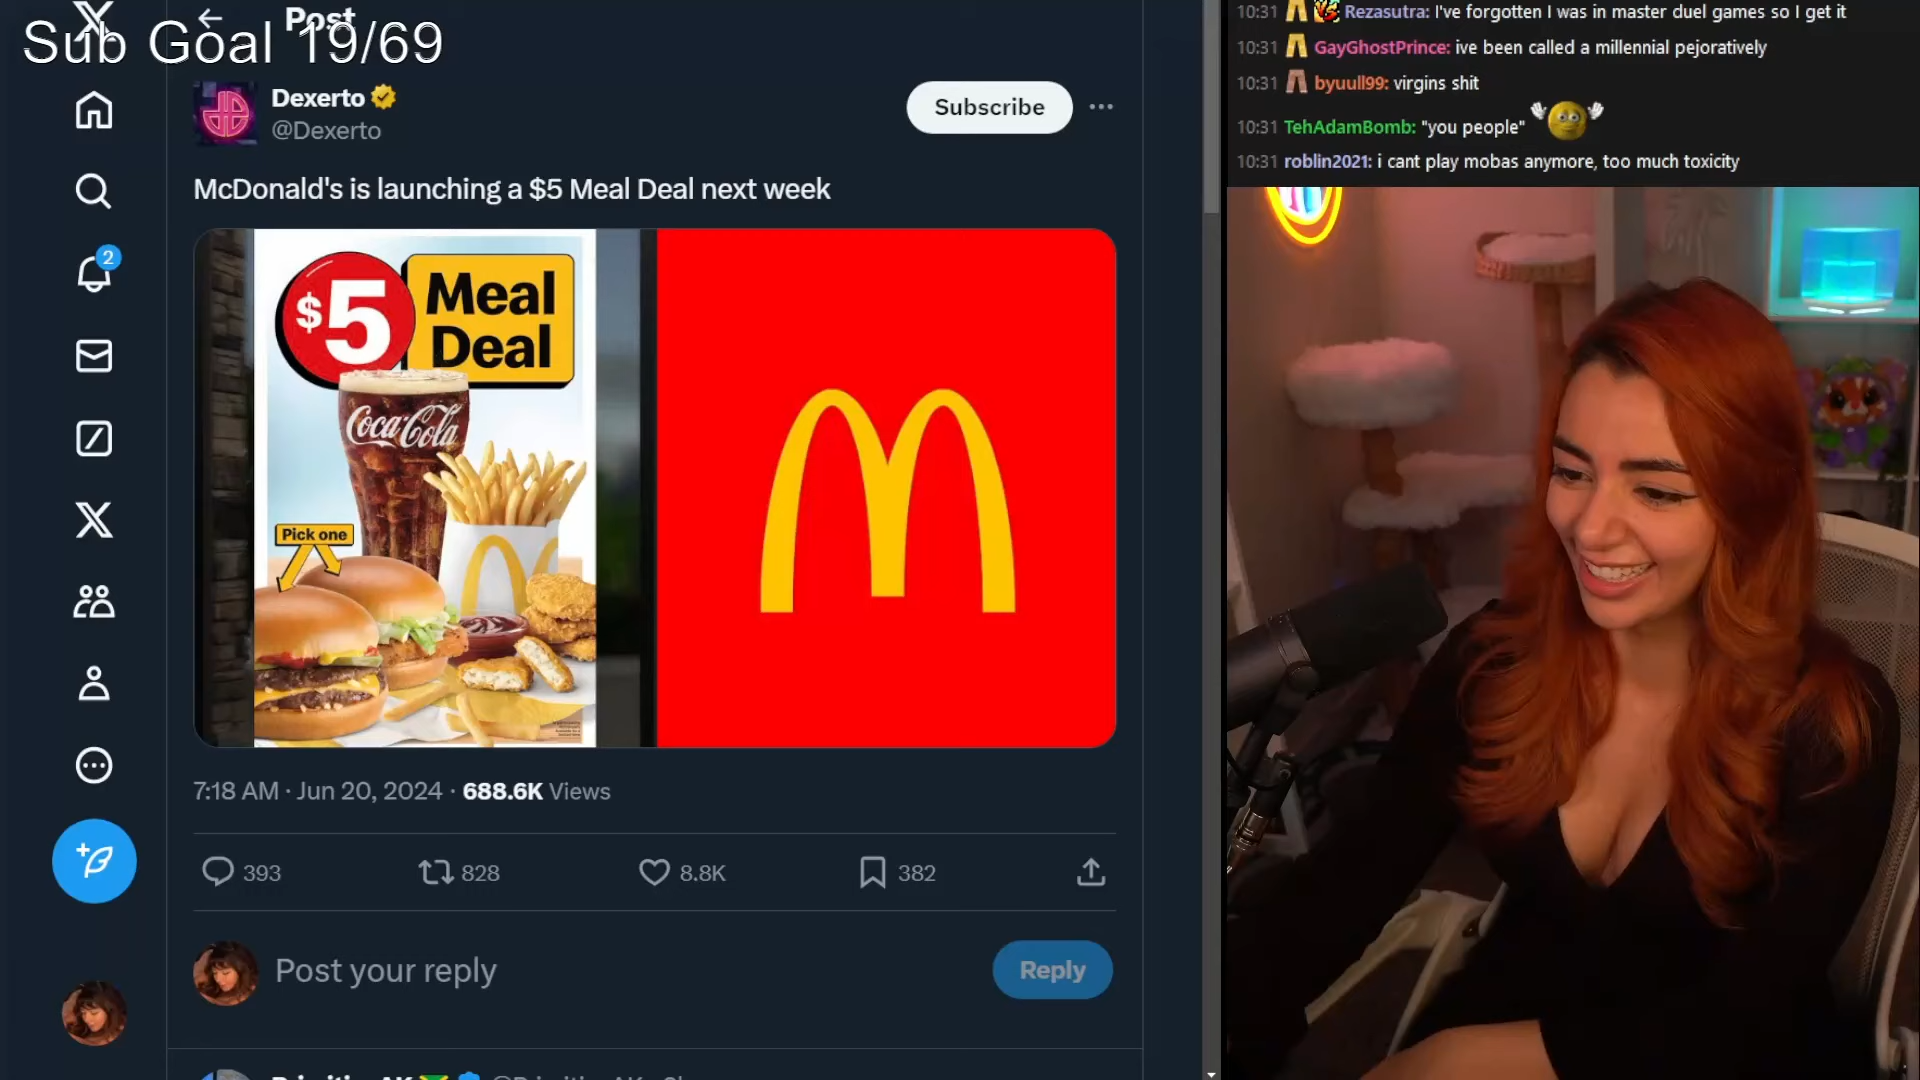 Sub Goal 19/69
Post
Dexerto
@Dexerto
Subscribe
McDonald's is launching a $5 Meal Deal next week
$5 Meal
Deal
Coca-Cola
Pick one
7:18 AM · Jun 20, 2024 · 688.6K Views
393
828
8.8K
382
Post your reply
Reply
2
10:31 Rezasutra: I've forgotten I was in master duel games so I get it
10:31 GayGhostPrince: ive been called a millennial pejoratively
10:31 byuull99: virgins shit
10:31 TehAdamBomb: "you people"
10:31 roblin2021: i cant play mobas anymore, too much toxicity